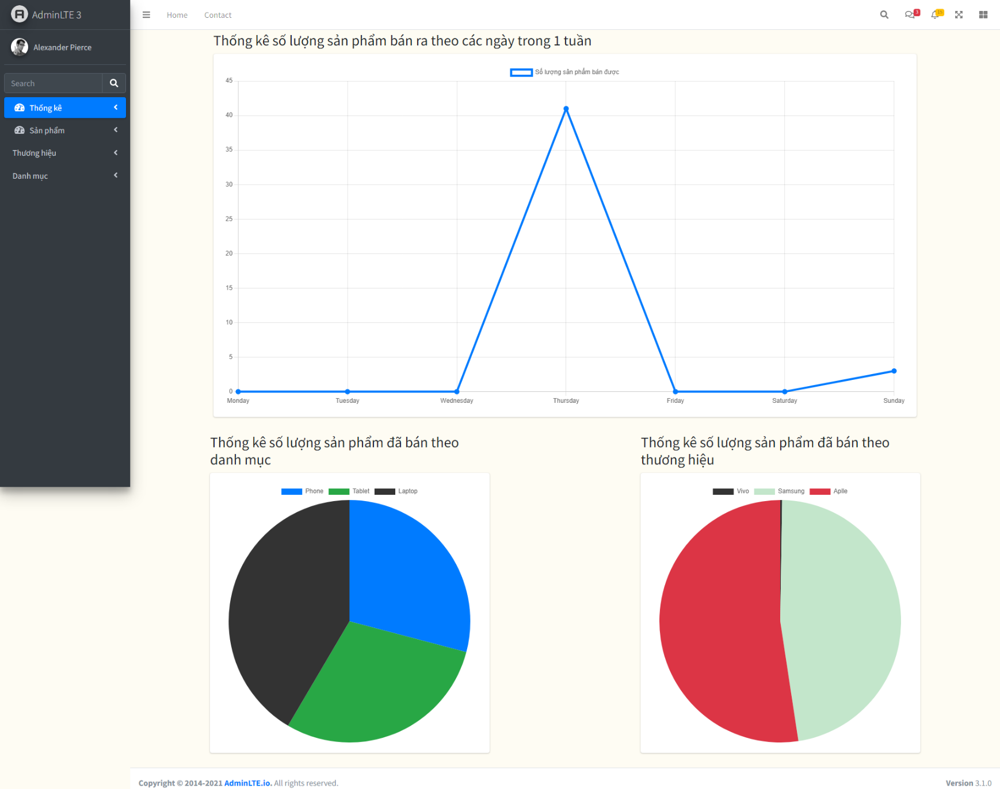 AdminLTE 3
Home
Contact
3
15
Alexander Pierce
Search
Thống kê
Sản phẩm
Thương hiệu
Danh mục
Thống kê số lượng sản phẩm bán ra theo các ngày trong 1 tuần
Số lượng sản phẩm bán được
45
40
35
30
25
20
15
10
5
0
Monday
Tuesday
Wednesday
Thursday
Friday
Saturday
Sunday
Thống kê số lượng sản phẩm đã bán theo
danh mục
Phone
Tablet
Laptop
Thống kê số lượng sản phẩm đã bán theo
thương hiệu
Vivo
Samsung
Aplle
Copyright © 2014-2021 AdminLTE.io. All rights reserved.
Version 3.1.0